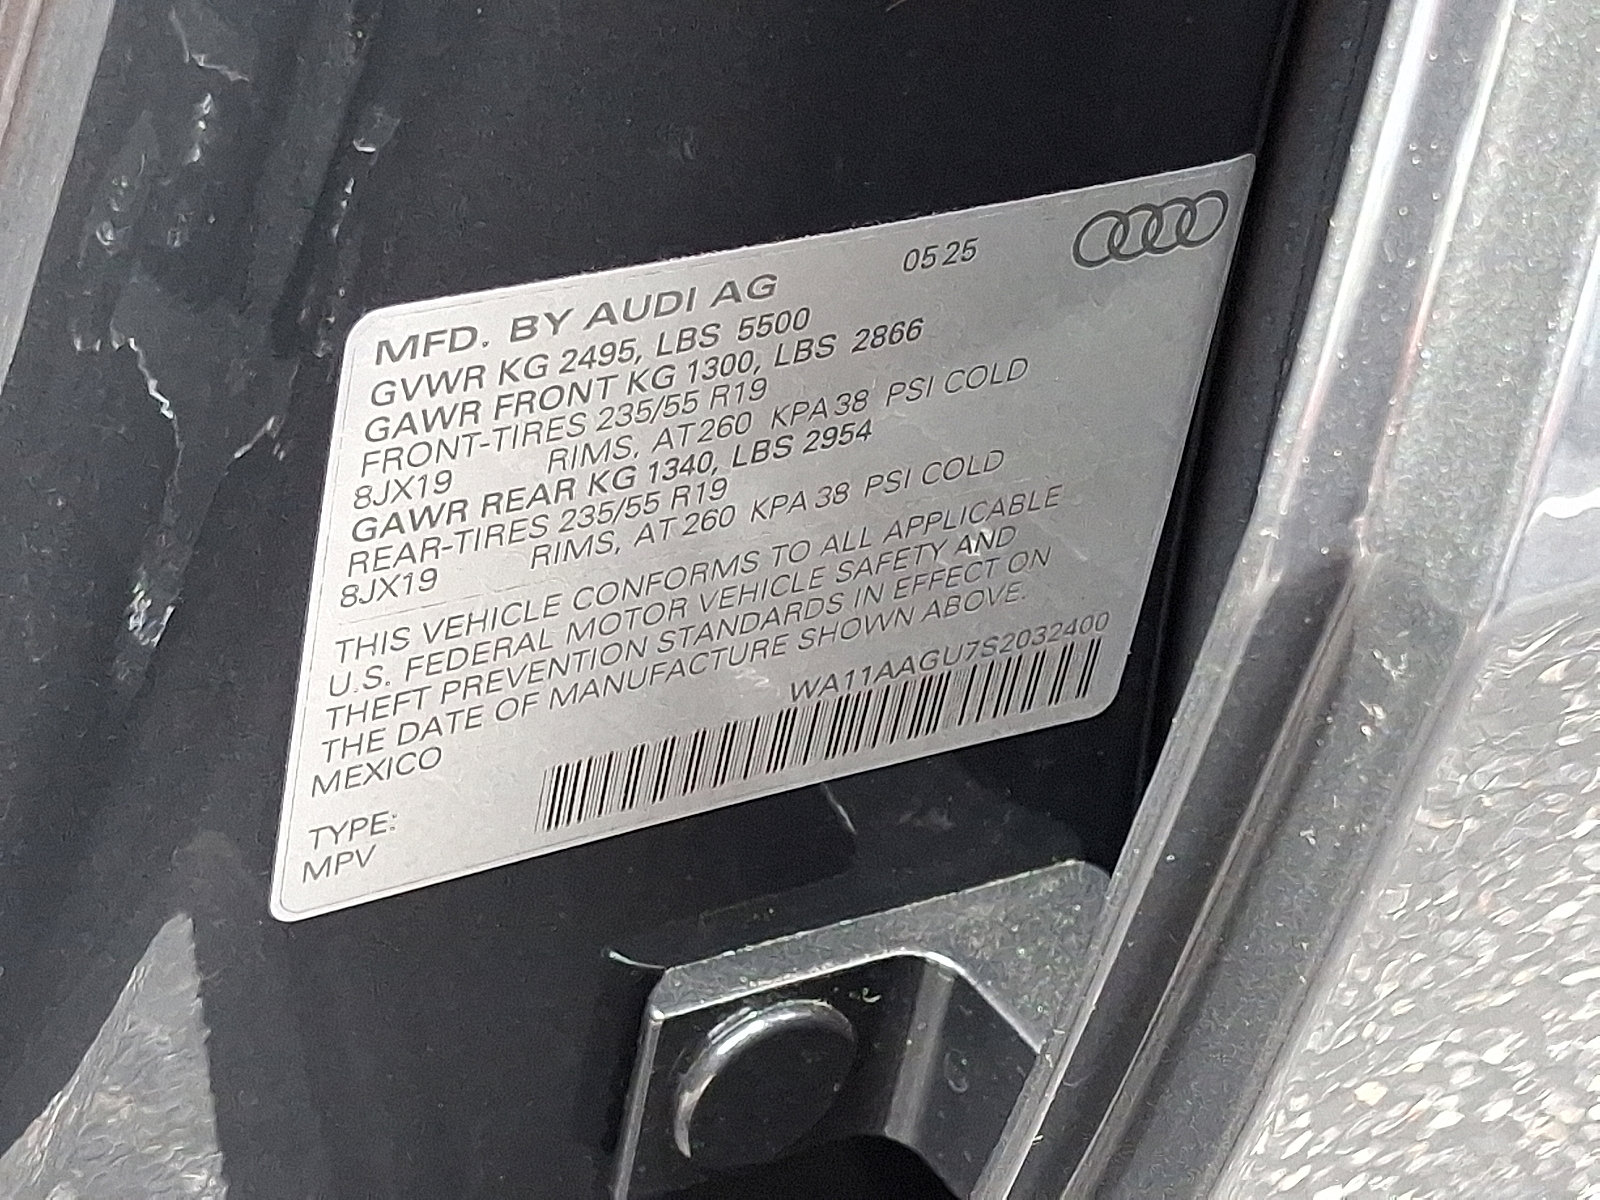 MFD. BY AUDI AG 05 25
GVWR KG 2495, LBS 5500
GAWR FRONT KG 1300, LBS 2866
FRONT-TIRES 235/55 R19
8JX19 RIMS, AT 260 KPA 38 PSI COLD
GAWR REAR KG 1340, LBS 2954
REAR-TIRES 235/55 R19
8JX19 RIMS, AT 260 KPA 38 PSI COLD
THIS VEHICLE CONFORMS TO ALL APPLICABLE
U.S. FEDERAL MOTOR VEHICLE SAFETY AND
THEFT PREVENTION STANDARDS IN EFFECT ON
THE DATE OF MANUFACTURE SHOWN ABOVE.
MEXICO
WA11AAGU7S2032400
TYPE:
MPV